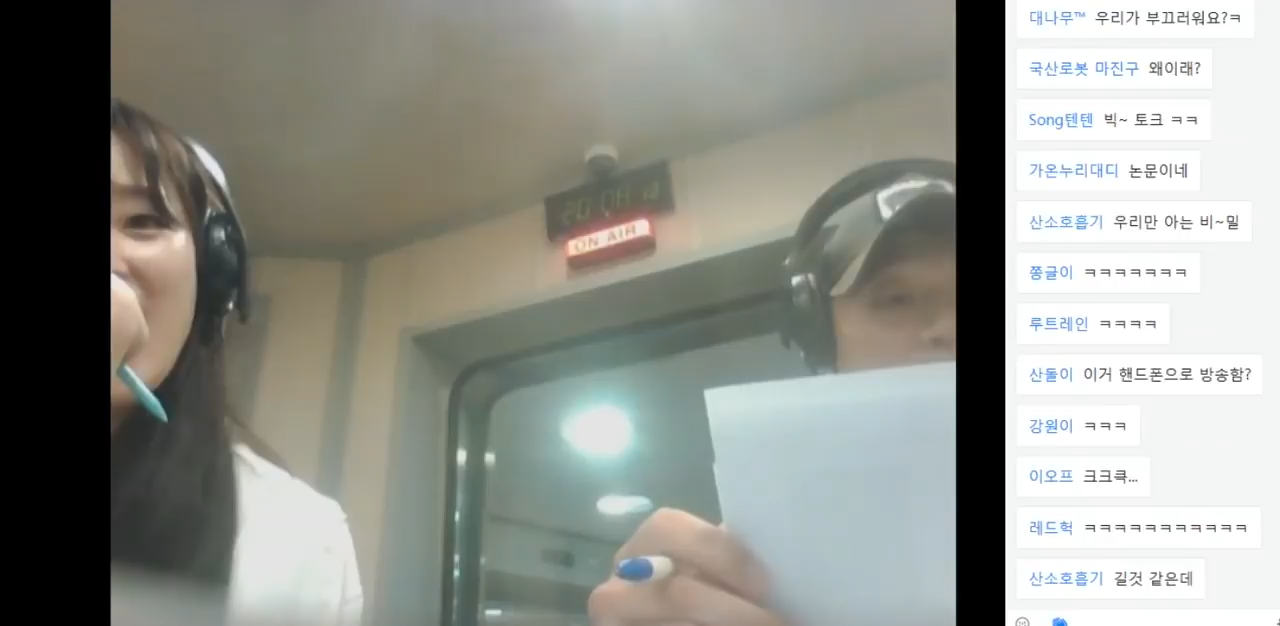 ON AIR
대나무™ 우리가 부끄러워요?ㅋ
국산로봇 마진구 왜이래?
Song텐텐 빅~ 토크 ㅋㅋ
가온누리대디 논문이네
산소호흡기 우리만 아는 비~밀
쫑글이 ㅋㅋㅋㅋㅋㅋㅋ
루트레인 ㅋㅋㅋㅋ
산돌이 이거 핸드폰으로 방송함?
강원이 ㅋㅋㅋ
이오프 크크큭...
레드헉 ㅋㅋㅋㅋㅋㅋㅋㅋㅋㅋㅋ
산소호흡기 길것 같은데